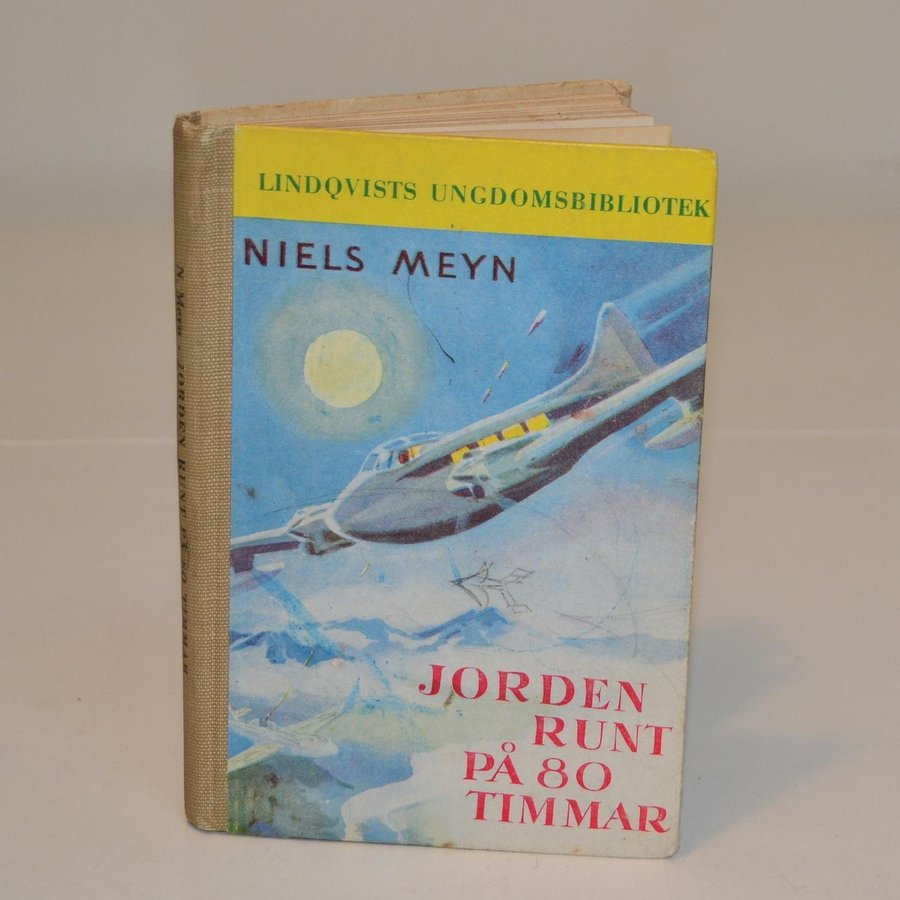 LINDQVISTS UNGDOMSBIBLIOTEK
NIELS MEYN
JORDEN
RUNT
PÅ 80
TIMMAR
N. Meyn JORDEN RUNT PÅ 80 TIMMAR